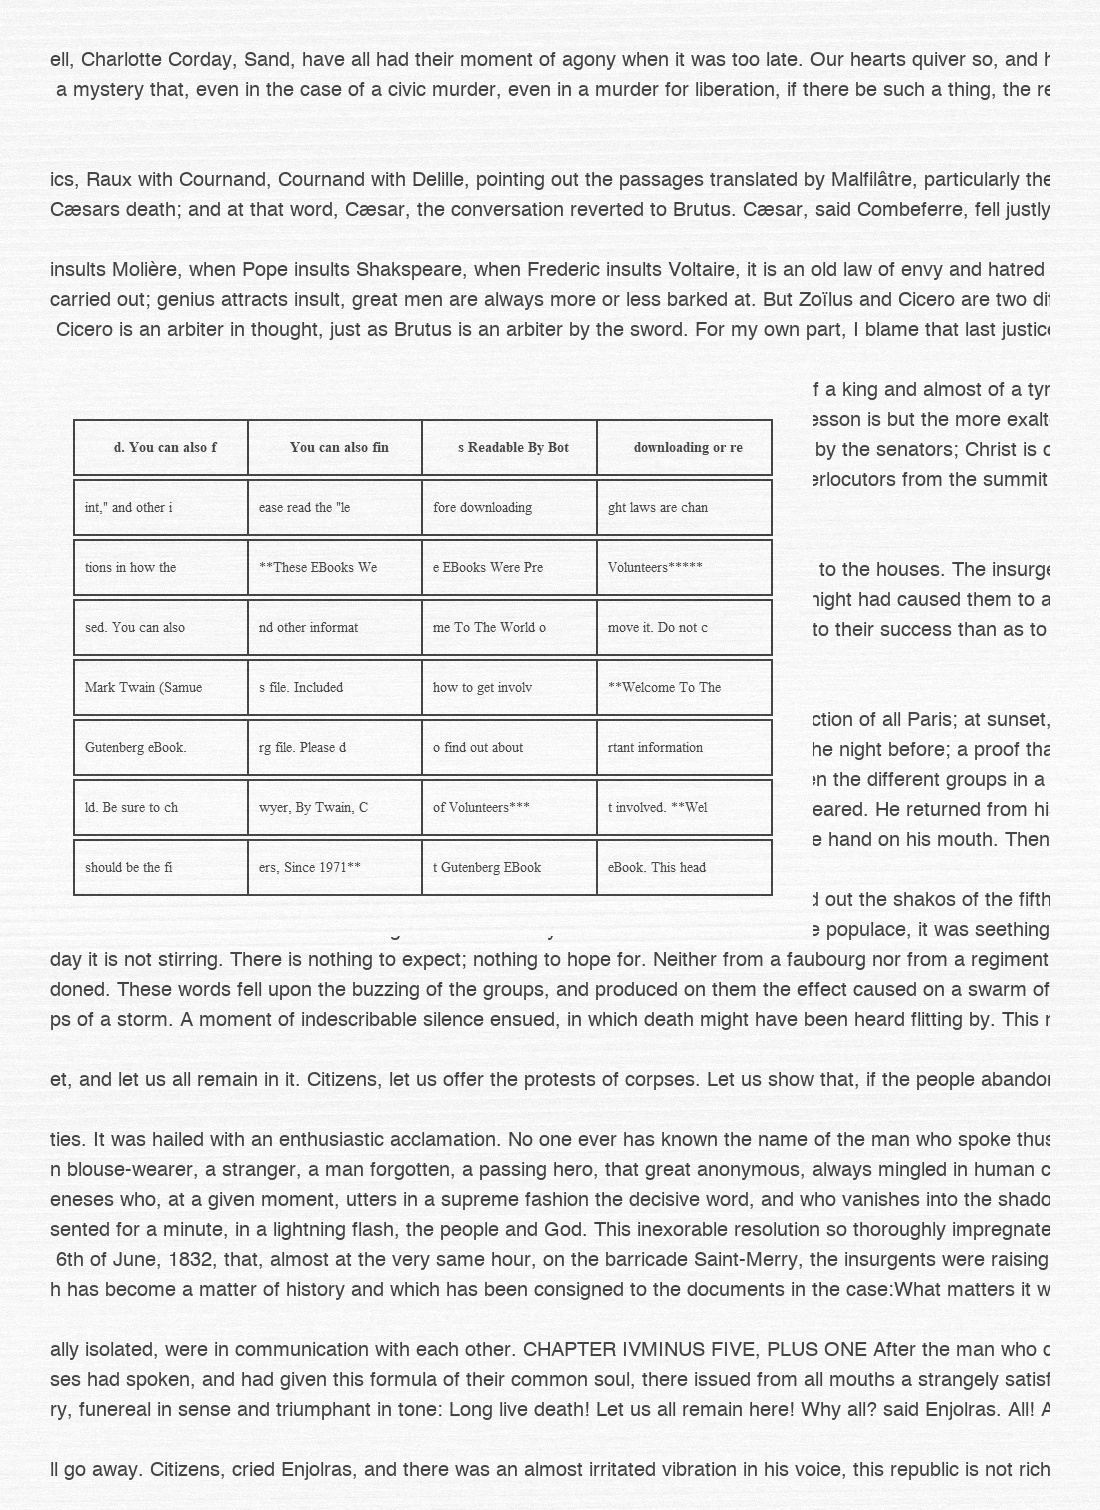 ell, Charlotte Corday, Sand, have all had their moment of agony when it was too late. Our hearts quiver so, and
a mystery that, even in the case of a civic murder, even in a murder for liberation, if there be such a thing, the
ics, Raux with Cournand, Cournand with Delille, pointing out the passages translated by Malfilâtre, particularly the
Cæsars death; and at that word, Cæsar, the conversation reverted to Brutus. Cæsar, said Combeferre, fell justly
insults Molière, when Pope insults Shakspeare, when Frederic insults Voltaire, it is an old law of envy and hatred
carried out; genius attracts insult, great men are always more or less barked at. But Zoïlus and Cicero are two
Cicero is an arbiter in thought, just as Brutus is an arbiter by the sword. For my own part, I blame that last justice
f a king and almost of a tyr
esson is but the more exalt
d. You can also f You can also fin s Readable By Bot downloading or re
by the senators; Christ is
erlocutors from the summit
int," and other i ease read the "le fore downloading ght laws are chan
tions in how the **These EBooks We e EBooks Were Pre Volunteers*****
to the houses. The insurge
night had caused them to a
sed. You can also nd other informat me To The World o move it. Do not c
to their success than as to
Mark Twain (Samue s file. Included how to get involv **Welcome To The
ction of all Paris; at sunset,
Gutenberg eBook. rg file. Please d o find out about rtant information
he night before; a proof tha
en the different groups in a
ld. Be sure to ch wyer, By Twain, C of Volunteers*** t involved. **Wel
eared. He returned from hi
e hand on his mouth. Then
should be the fi ers, Since 1971** t Gutenberg EBook eBook. This head
d out the shakos of the fifth
e populace, it was seething
day it is not stirring. There is nothing to expect; nothing to hope for. Neither from a faubourg nor from a regiment
doned. These words fell upon the buzzing of the groups, and produced on them the effect caused on a swarm of
ps of a storm. A moment of indescribable silence ensued, in which death might have been heard flitting by. This
et, and let us all remain in it. Citizens, let us offer the protests of corpses. Let us show that, if the people abandon
ties. It was hailed with an enthusiastic acclamation. No one ever has known the name of the man who spoke thus
n blouse-wearer, a stranger, a man forgotten, a passing hero, that great anonymous, always mingled in human
eneses who, at a given moment, utters in a supreme fashion the decisive word, and who vanishes into the shado
sented for a minute, in a lightning flash, the people and God. This inexorable resolution so thoroughly impregnate
6th of June, 1832, that, almost at the very same hour, on the barricade Saint-Merry, the insurgents were raising
h has become a matter of history and which has been consigned to the documents in the case:What matters it w
ally isolated, were in communication with each other. CHAPTER IVMINUS FIVE, PLUS ONE After the man who
ses had spoken, and had given this formula of their common soul, there issued from all mouths a strangely satisf
ry, funereal in sense and triumphant in tone: Long live death! Let us all remain here! Why all? said Enjolras. All! A
ll go away. Citizens, cried Enjolras, and there was an almost irritated vibration in his voice, this republic is not rich